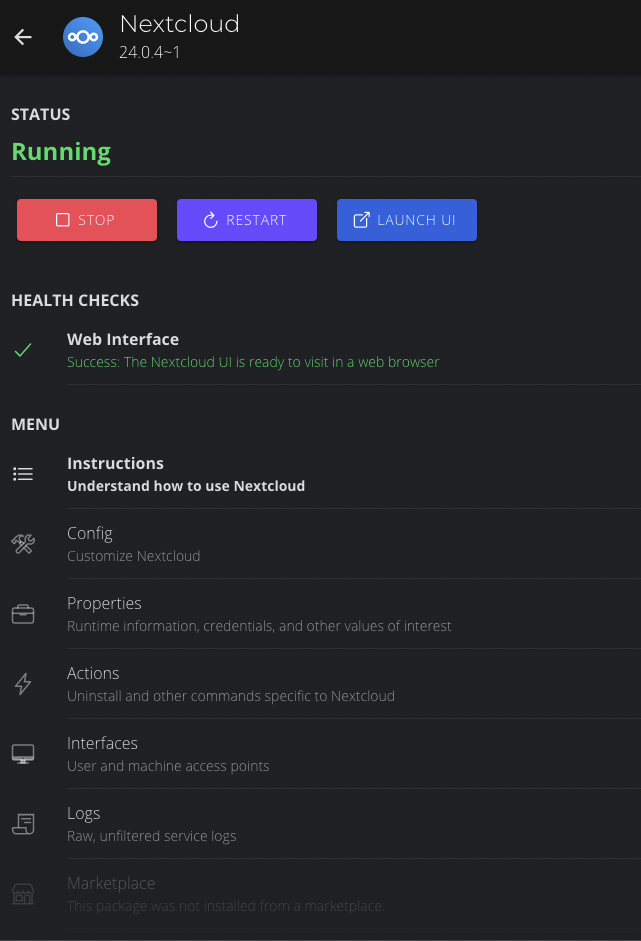 Nextcloud
24.0.4~1
STATUS
Running
STOP
RESTART
LAUNCH UI
HEALTH CHECKS
Web Interface
Success: The Nextcloud UI is ready to visit in a web browser
MENU
Instructions
Understand how to use Nextcloud
Config
Customize Nextcloud
Properties
Runtime information, credentials, and other values of interest
Actions
Uninstall and other commands specific to Nextcloud
Interfaces
User and machine access points
Logs
Raw, unfiltered service logs
Marketplace
This package was not installed from a marketplace.